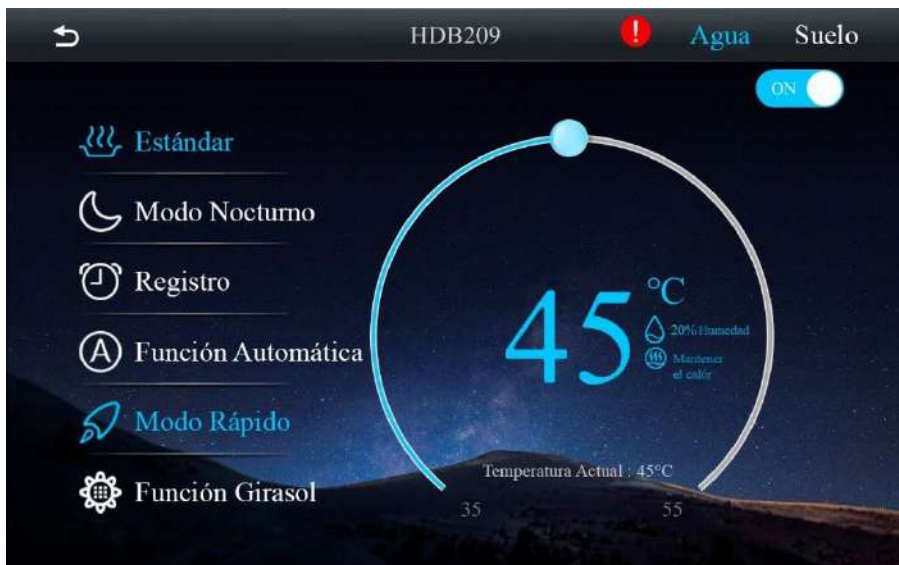 HDB209
!
Agua
Suelo
ON
Estándar
Modo Nocturno
Registro
Función Automática
Modo Rápido
Función Girasol
45
°C
20% Humedad
Mantener
el calór
Temperatura Actual : 45°C
35
55